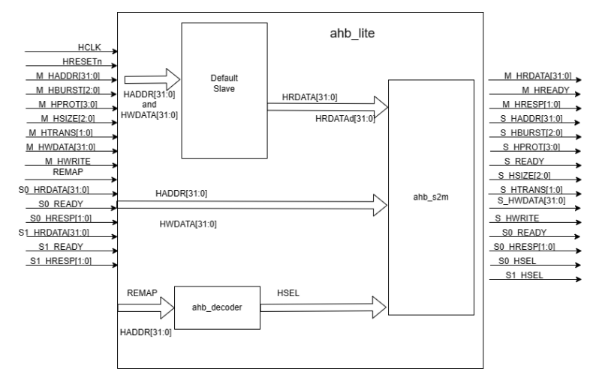 ahb_lite
HCLK
HRESETn
M_HADDR[31:0]
M_HBURST[2:0]
M_HPROT[3:0]
M_HSIZE[2:0]
M_HTRANS[1:0]
M_HWDATA[31:0]
M_HWRITE
REMAP
S0_HRDATA[31:0]
S0_READY
S0_HRESP[1:0]
S1_HRDATA[31:0]
S1_READY
S1_HRESP[1:0]
HADDR[31:0]
and
HWDATA[31:0]
Default
Slave
HRDATA[31:0]
HRDATAd[31:0]
HADDR[31:0]
HWDATA[31:0]
REMAP
HADDR[31:0]
ahb_decoder
HSEL
ahb_s2m
M_HRDATA[31:0]
M_HREADY
M_HRESP[1:0]
S_HADDR[31:0]
S_HBURST[2:0]
S_HPROT[3:0]
S_READY
S_HSIZE[2:0]
S_HTRANS[1:0]
S_HWDATA[31:0]
S_HWRITE
S0_READY
S0_HRESP[1:0]
S0_HSEL
S1_HSEL